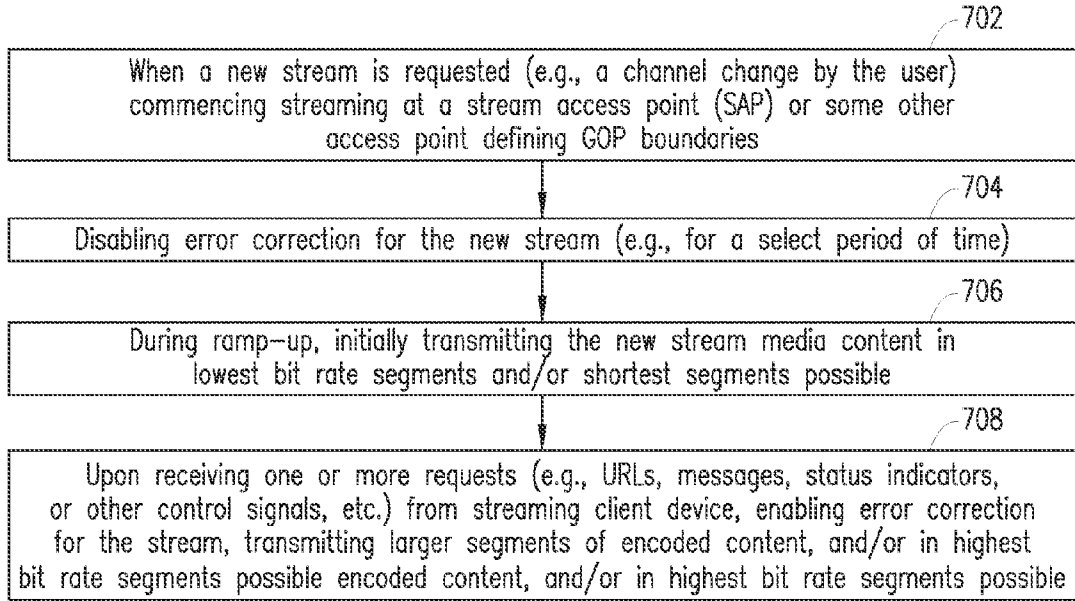 702
When a new stream is requested (e.g., a channel change by the user)
commencing streaming at a stream access point (SAP) or some other
access point defining GOP boundaries
704
Disabling error correction for the new stream (e.g., for a select period of time)
706
During ramp-up, initially transmitting the new stream media content in
lowest bit rate segments and/or shortest segments possible
708
Upon receiving one or more requests (e.g., URLs, messages, status indicators,
or other control signals, etc.) from streaming client device, enabling error correction
for the stream, transmitting larger segments of encoded content, and/or in highest
bit rate segments possible encoded content, and/or in highest bit rate segments possible